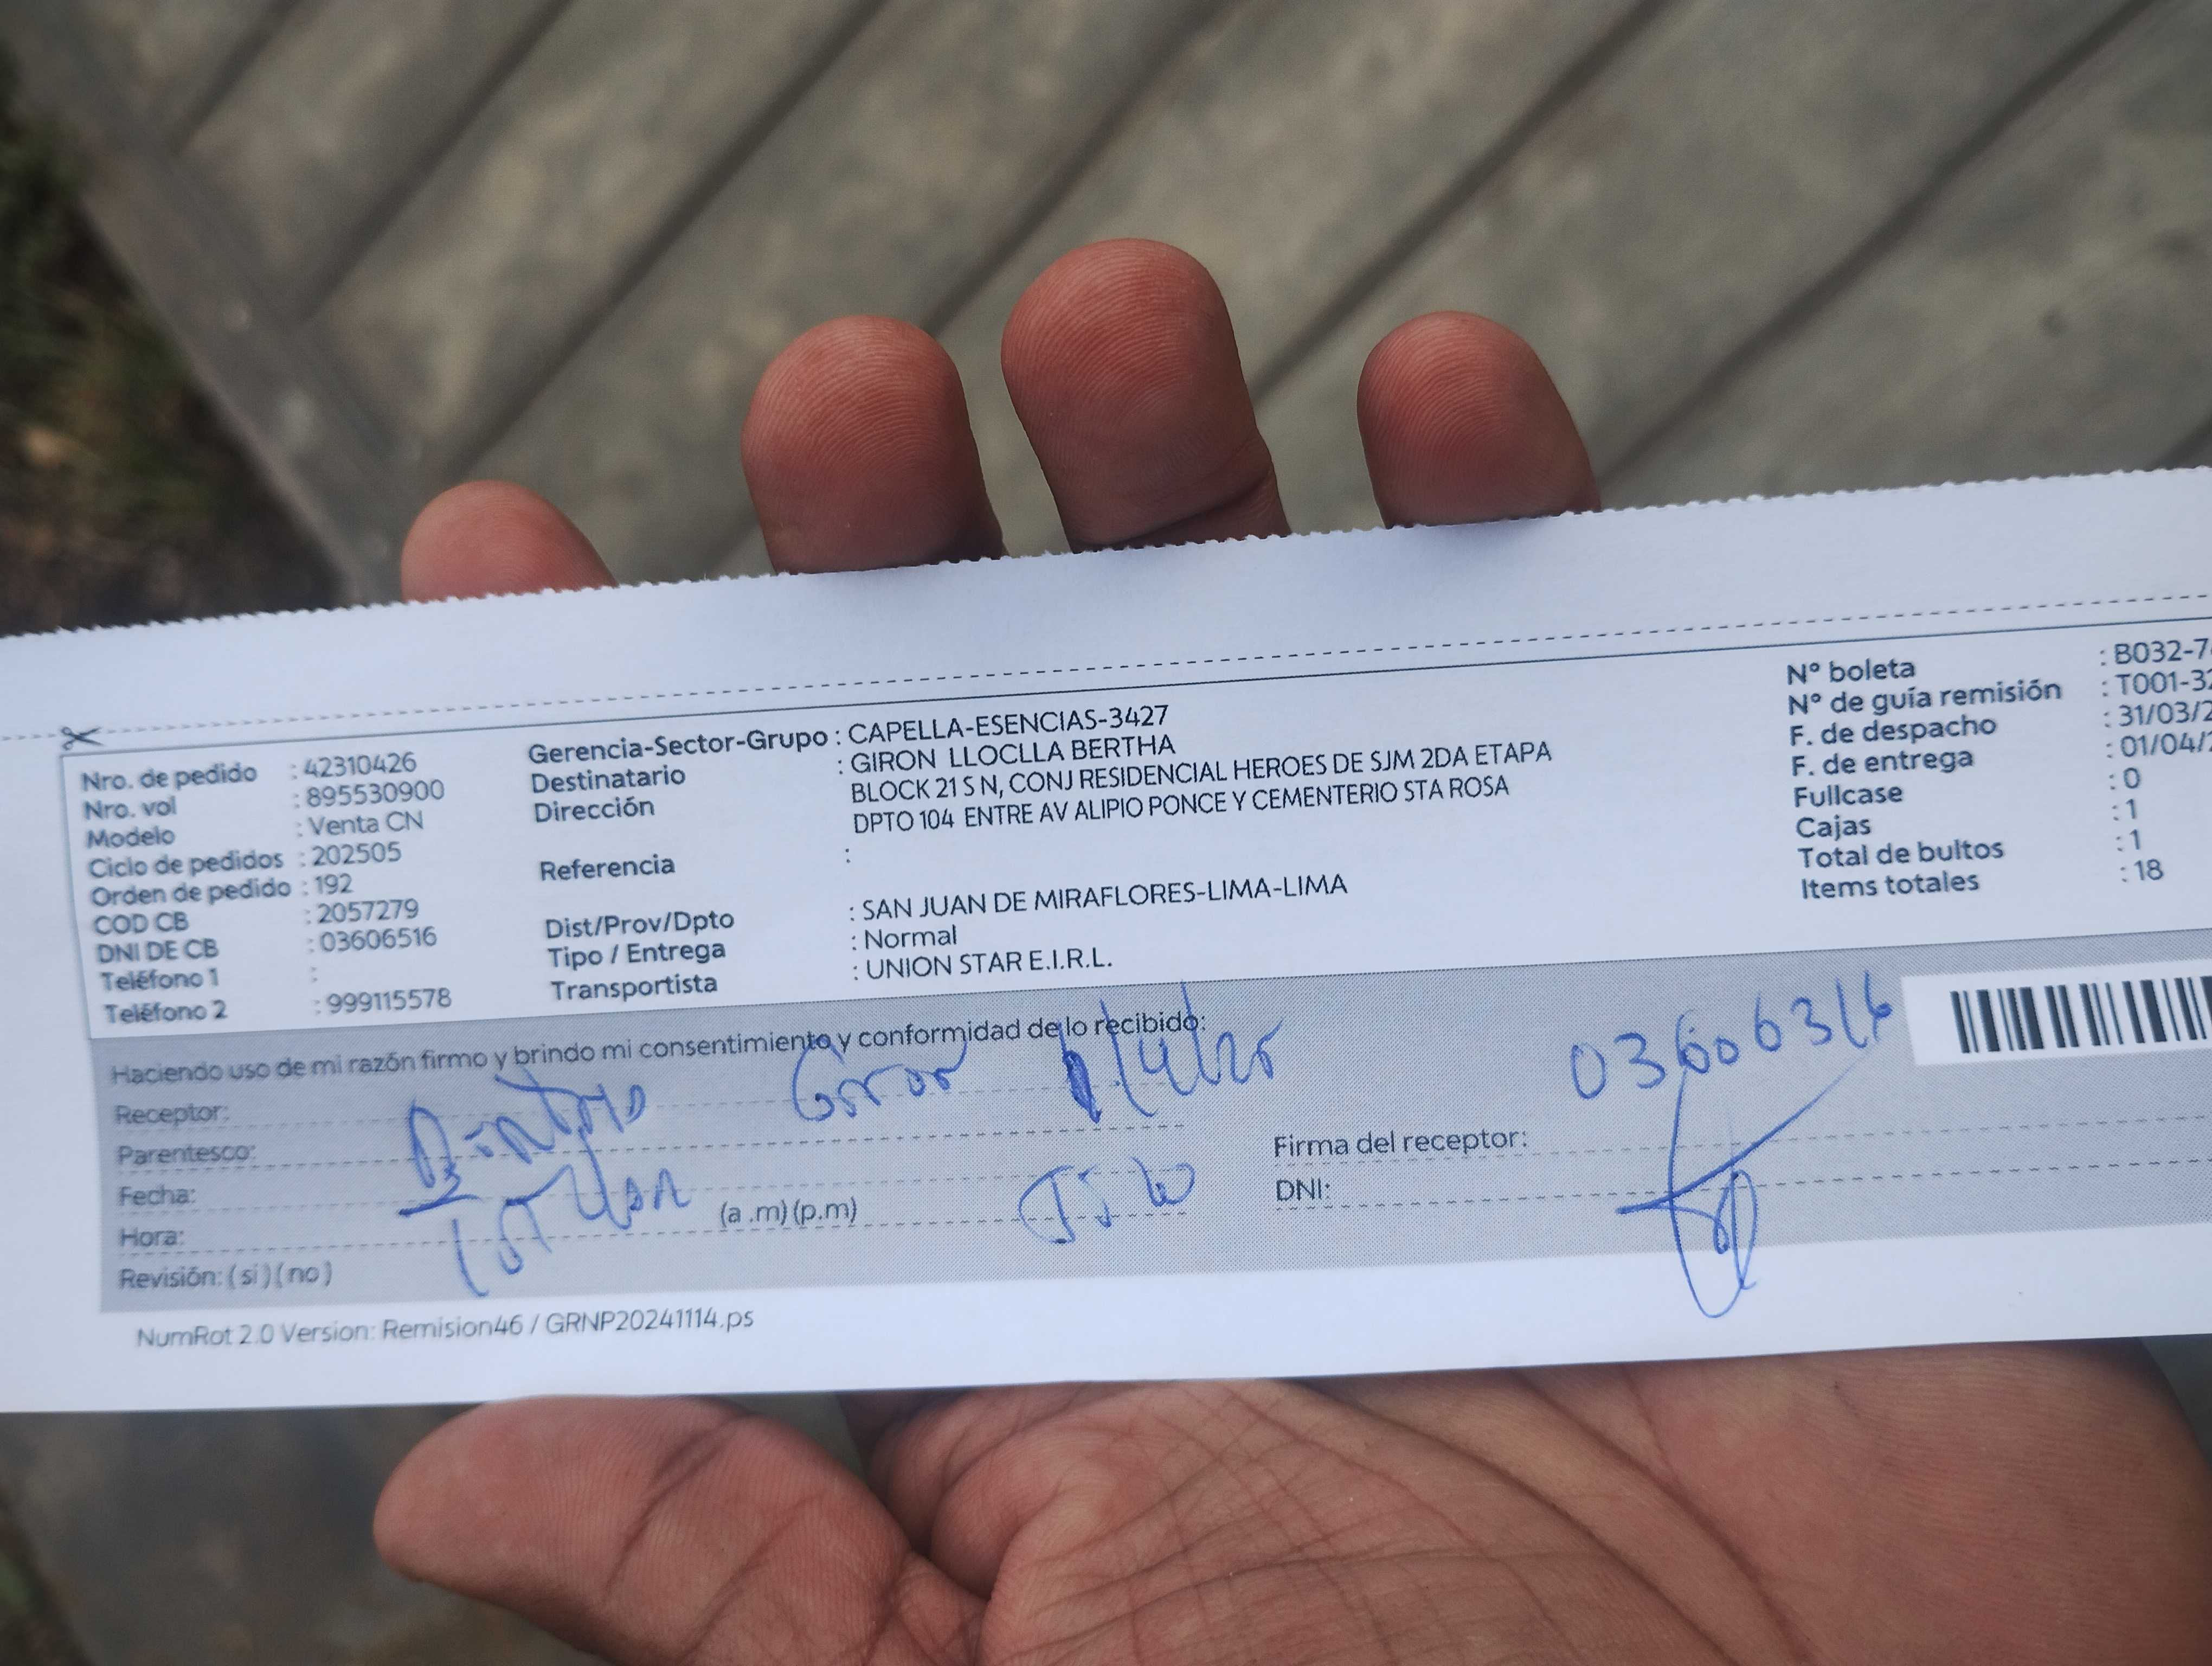 Nro. de pedido : 42310426
Nro. vol : 895530900
Modelo : Venta CN
Ciclo de pedidos : 202505
Orden de pedido : 192
COD CB : 2057279
DNI DE CB : 03606516
Teléfono 1 :
Teléfono 2 : 999115578
Gerencia-Sector-Grupo : CAPELLA-ESENCIAS-3427
Destinatario : GIRON LLOCLLA BERTHA
Dirección BLOCK 21 S N, CONJ RESIDENCIAL HEROES DE SJM 2DA ETAPA
DPTO 104 ENTRE AV ALIPIO PONCE Y CEMENTERIO STA ROSA
Referencia :
Dist/Prov/Dpto : SAN JUAN DE MIRAFLORES-LIMA-LIMA
Tipo / Entrega : Normal
Transportista : UNION STAR E.I.R.L.
N° boleta : B032-7
N° de guía remisión : T001-32
F. de despacho : 31/03/2
F. de entrega : 01/04/2
Fullcase : 0
Cajas : 1
Total de bultos : 1
Items totales : 18
Haciendo uso de mi razón firmo y brindo mi consentimiento y conformidad de lo recibido:
Receptor: Giron 1/4/25
Parentesco:
Fecha:
Hora: (a .m) (p.m)
Revisión: ( si ) ( no )
03606316
Firma del receptor:
DNI:
NumRot 2.0 Version: Remision46 / GRNP20241114.ps